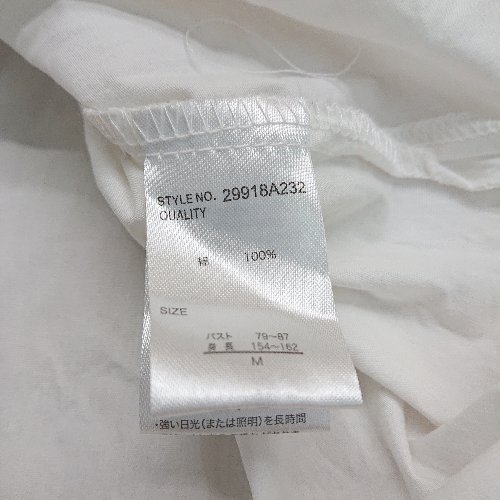 STYLE NO. 29918A232
QUALITY
綿 100%
SIZE
バスト 79~87
身長 154~162
M
・強い日光(または照明)を長時間